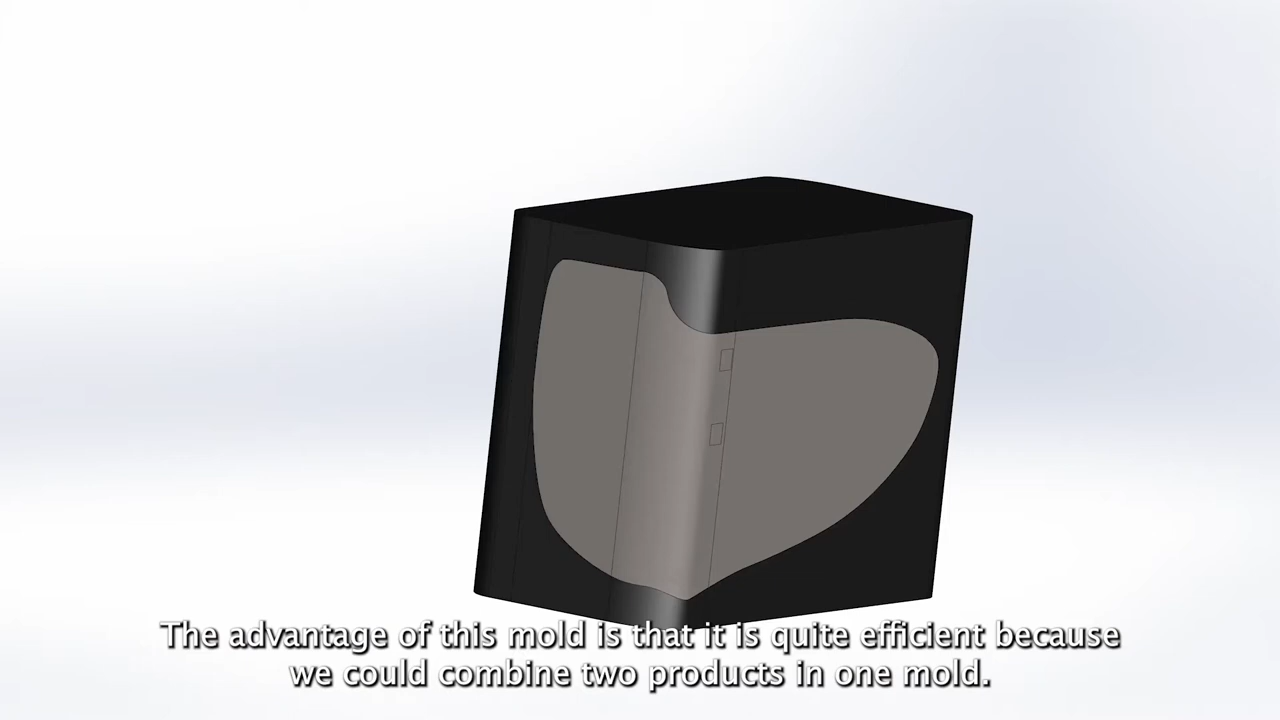 The advantage of this mold is that it is quite efficient because
we could combine two products in one mold.